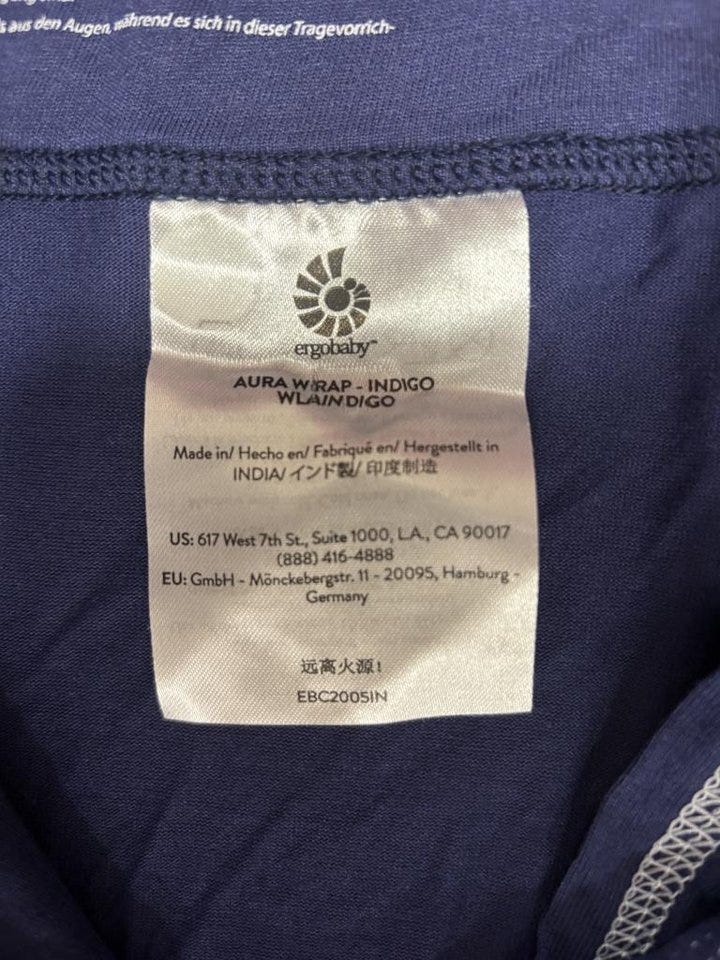 aus den Augen, während es sich in dieser Tragevorrich-
ergobaby™
AURA WRAP - INDIGO
WLAINDIGO
Made in/ Hecho en/ Fabriqué en/ Hergestellt in
INDIA/ インド製/ 印度制造
US: 617 West 7th St., Suite 1000, L.A., CA 90017
(888) 416-4888
EU: GmbH - Mönckebergstr. 11 - 20095, Hamburg -
Germany
远离火源!
EBC2005IN